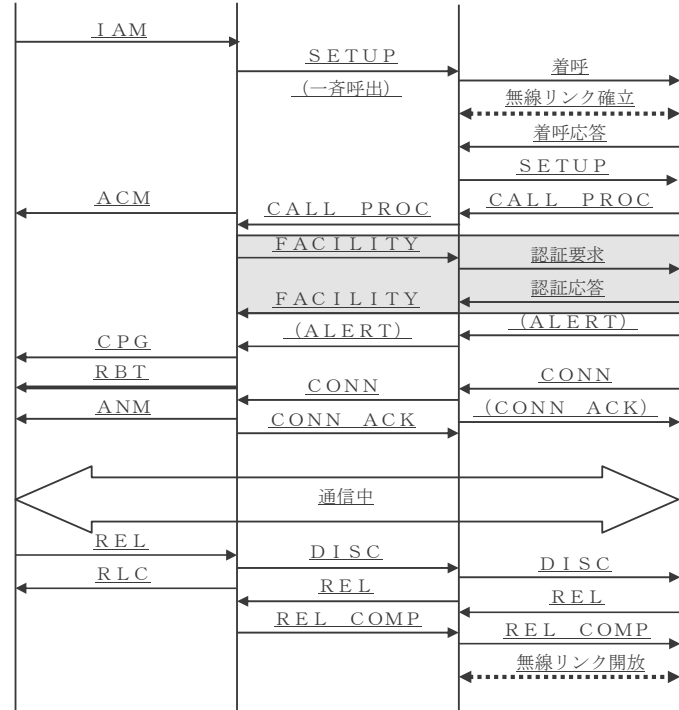 ＩＡＭ
ＳＥＴＵＰ
（一斉呼出）
着呼
無線リンク確立
着呼応答
ＳＥＴＵＰ
ＡＣＭ
ＣＡＬＬ　ＰＲＯＣ
ＣＡＬＬ　ＰＲＯＣ
ＦＡＣＩＬＩＴＹ
認証要求
認証応答
ＦＡＣＩＬＩＴＹ
（ＡＬＥＲＴ）
（ＡＬＥＲＴ）
ＣＰＧ
ＲＢＴ
ＣＯＮＮ
ＣＯＮＮ
ＡＮＭ
（ＣＯＮＮ　ＡＣＫ）
ＣＯＮＮ　ＡＣＫ
通信中
ＲＥＬ
ＤＩＳＣ
ＤＩＳＣ
ＲＬＣ
ＲＥＬ
ＲＥＬ
ＲＥＬ　ＣＯＭＰ
ＲＥＬ　ＣＯＭＰ
無線リンク開放